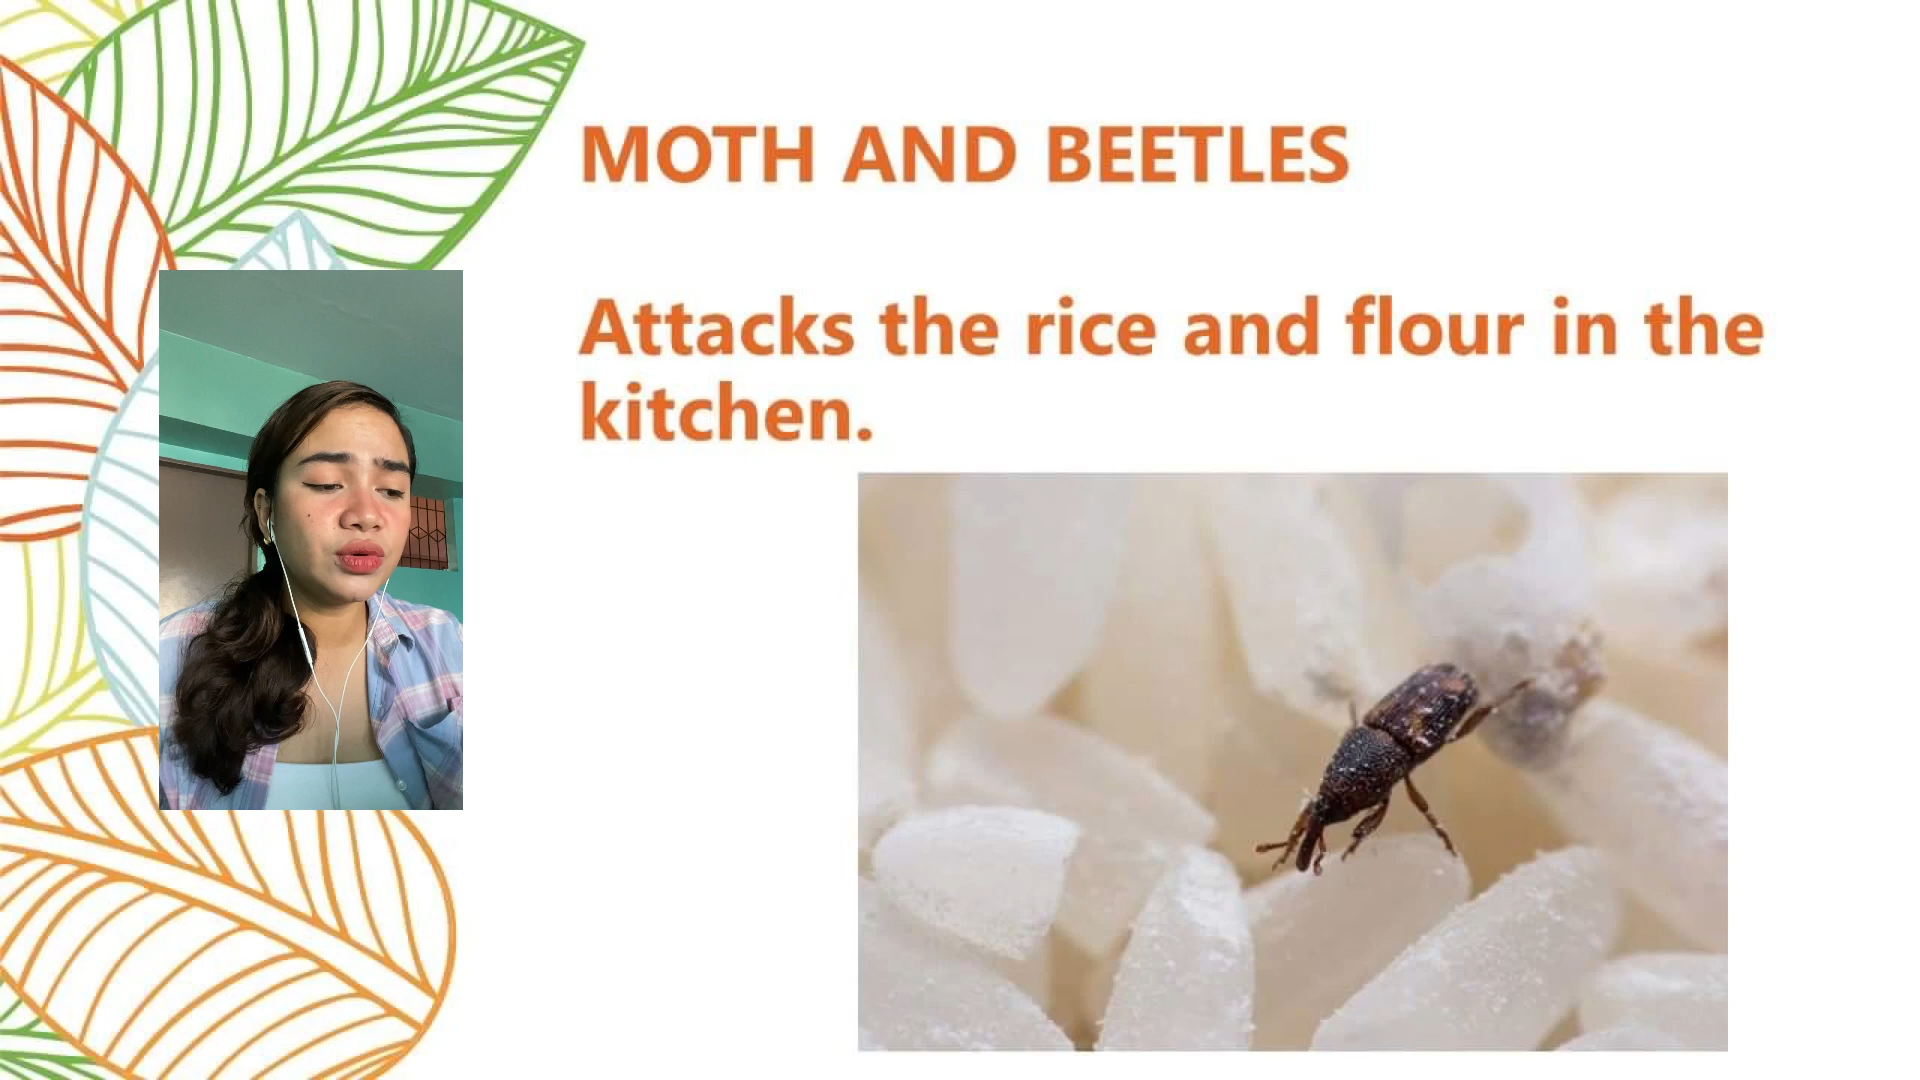 MOTH AND BEETLES
Attacks the rice and flour in the
kitchen.